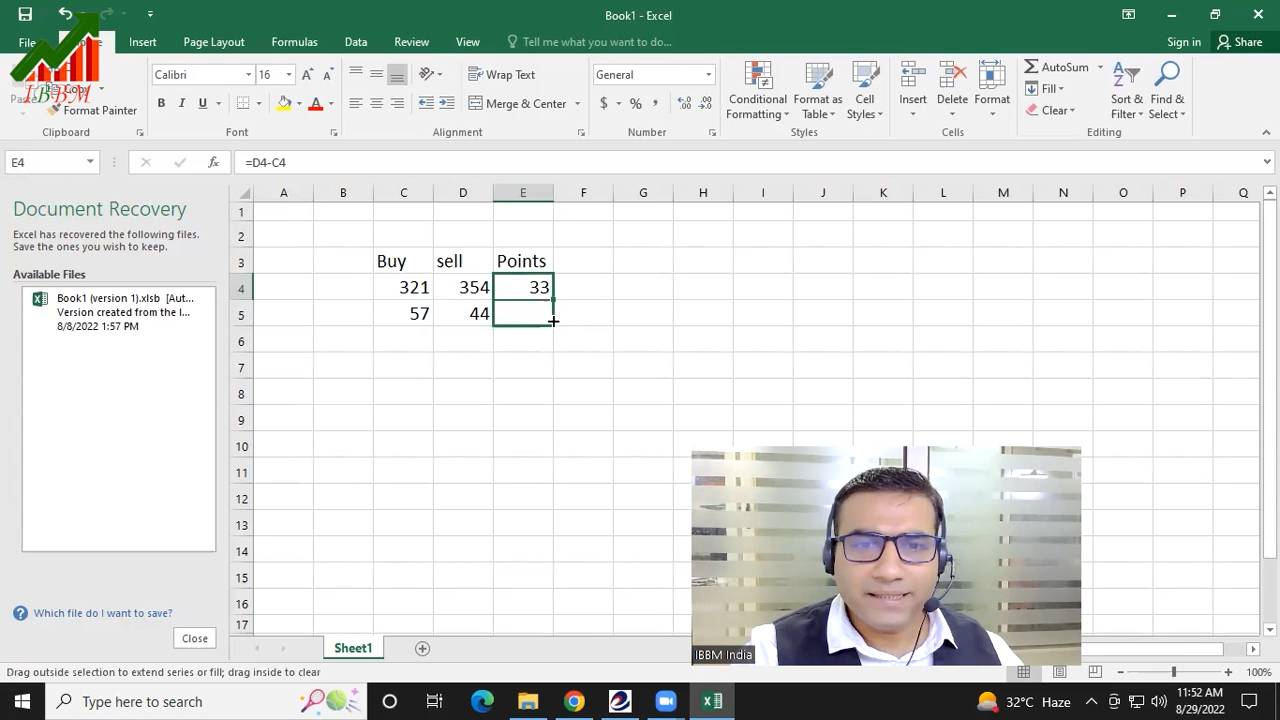 Book1 - Excel
File
Insert
Page Layout
Formulas
Data
Review
View
Tell me what you want to do...
Sign in
Share
IBBM
Format Painter
Clipboard
Calibri
16
B I U
Font
Wrap Text
Merge & Center
Alignment
General
$ %
Number
Conditional Formatting
Format as Table
Cell Styles
Styles
Insert
Delete
Format
Cells
AutoSum
Fill
Clear
Sort & Filter
Find & Select
Editing
E4
fx
=D4-C4
Document Recovery
Excel has recovered the following files.
Save the ones you wish to keep.
Available Files
Book1 (version 1).xlsb [Aut...
Version created from the l...
8/8/2022 1:57 PM
Which file do I want to save?
Close
A B C D E F G H I J K L M N O P Q
1
2
3 Buy sell Points
4 321 354 33
5 57 44
6
7
8
9
10
11
12
13
14
15
16
17
IBBM India
Sheet1
Drag outside selection to extend series or fill; drag inside to clear
100%
Type here to search
32°C Haze
11:52 AM
8/29/2022